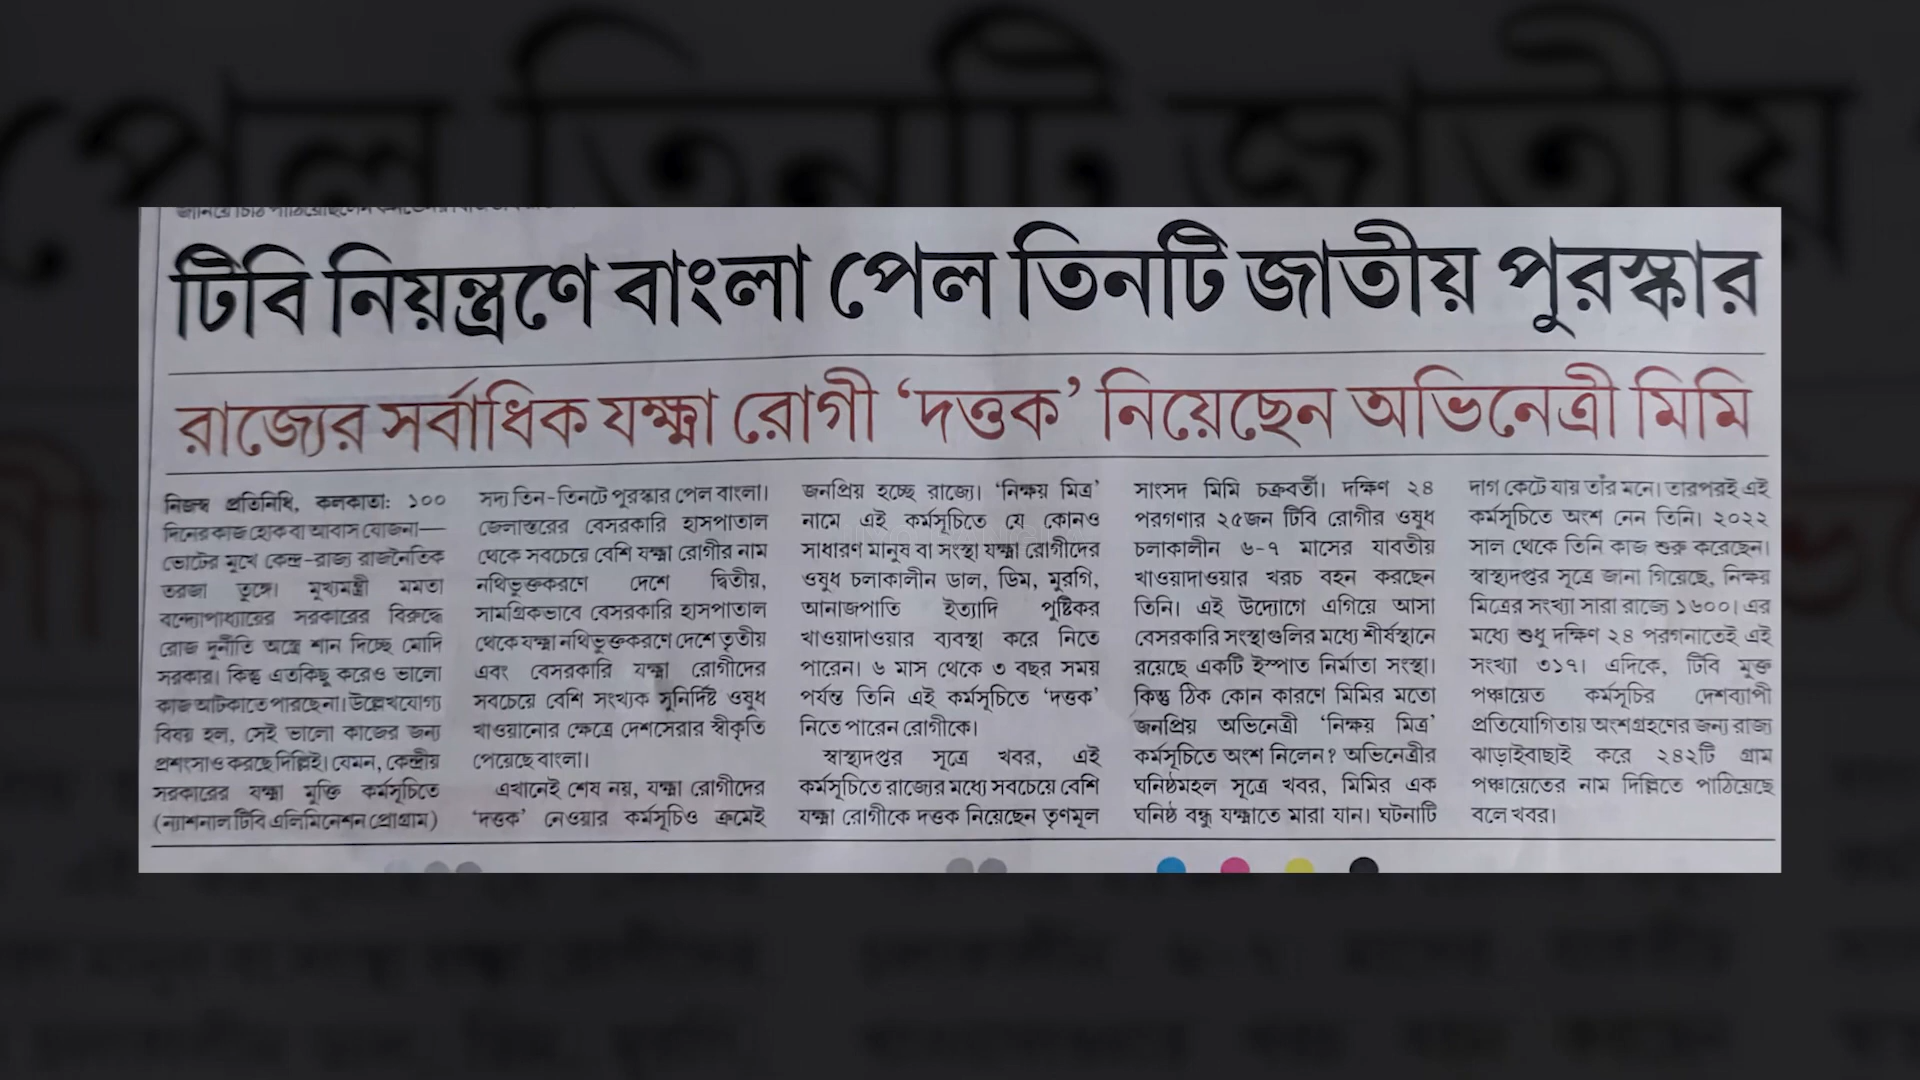 টিবি নিয়ন্ত্রণে বাংলা পেল তিনটি জাতীয় পুরস্কার
রাজ্যের সর্বাধিক যক্ষ্মা রোগী ‘দত্তক’ নিয়েছেন অভিনেত্রী মিমি
নিজস্ব প্রতিনিধি, কলকাতা: ১০০
দিনের কাজ হোক বা আবাস যোজনা—
ভোটের মুখে কেন্দ্র-রাজ্য রাজনৈতিক
তরজা তুঙ্গে। মুখ্যমন্ত্রী মমতা
বন্দ্যোপাধ্যায়ের সরকারের বিরুদ্ধে
রোজ দুর্নীতি অস্ত্রে শান দিচ্ছে মোদি
সরকার। কিন্তু এতকিছু করেও ভালো
কাজ আটকাতে পারছে না। উল্লেখযোগ্য
বিষয় হল, সেই ভালো কাজের জন্য
প্রশংসাও করছে দিল্লিই। যেমন, কেন্দ্রীয়
সরকারের যক্ষ্মা মুক্তি কর্মসূচিতে
(ন্যাশনাল টিবি এলিমিনেশন প্রোগ্রাম)
সদ্য তিন-তিনটে পুরস্কার পেল বাংলা।
জেলাস্তরের বেসরকারি হাসপাতাল
থেকে সবচেয়ে বেশি যক্ষ্মা রোগীর নাম
নথিভুক্তকরণে দেশে দ্বিতীয়,
সামগ্রিকভাবে বেসরকারি হাসপাতাল
থেকে যক্ষ্মা নথিভুক্তকরণে দেশে তৃতীয়
এবং বেসরকারি যক্ষ্মা রোগীদের
সবচেয়ে বেশি সংখ্যক সুনির্দিষ্ট ওষুধ
খাওয়ানোর ক্ষেত্রে দেশসেরার স্বীকৃতি
পেয়েছে বাংলা।
এখানেই শেষ নয়, যক্ষ্মা রোগীদের
‘দত্তক’ নেওয়ার কর্মসূচিও ক্রমেই
জনপ্রিয় হচ্ছে রাজ্যে। ‘নিক্ষয় মিত্র’
নামে এই কর্মসূচিতে যে কোনও
সাধারণ মানুষ বা সংস্থা যক্ষ্মা রোগীদের
ওষুধ চলাকালীন ডাল, ডিম, মুরগি,
আনাজপাতি ইত্যাদি পুষ্টিকর
খাওয়াদাওয়ার ব্যবস্থা করে নিতে
পারেন। ৬ মাস থেকে ৩ বছর সময়
পর্যন্ত তিনি এই কর্মসূচিতে ‘দত্তক’
নিতে পারেন রোগীকে।
স্বাস্থ্যদপ্তর সূত্রে খবর, এই
কর্মসূচিতে রাজ্যের মধ্যে সবচেয়ে বেশি
যক্ষ্মা রোগীকে দত্তক নিয়েছেন তৃণমূল
সাংসদ মিমি চক্রবর্তী। দক্ষিণ ২৪
পরগণার ২৫জন টিবি রোগীর ওষুধ
চলাকালীন ৬-৭ মাসের যাবতীয়
খাওয়াদাওয়ার খরচ বহন করছেন
তিনি। এই উদ্যোগে এগিয়ে আসা
বেসরকারি সংস্থাগুলির মধ্যে শীর্ষস্থানে
রয়েছে একটি ইস্পাত নির্মাতা সংস্থা।
কিন্তু ঠিক কোন কারণে মিমির মতো
জনপ্রিয় অভিনেত্রী ‘নিক্ষয় মিত্র’
কর্মসূচিতে অংশ নিলেন? অভিনেত্রীর
ঘনিষ্ঠমহল সূত্রে খবর, মিমির এক
ঘনিষ্ঠ বন্ধু যক্ষ্মাতে মারা যান। ঘটনাটি
দাগ কেটে যায় তাঁর মনে। তারপরই এই
কর্মসূচিতে অংশ নেন তিনি। ২০২২
সাল থেকে তিনি কাজ শুরু করেছেন।
স্বাস্থ্যদপ্তর সূত্রে জানা গিয়েছে, নিক্ষয়
মিত্রের সংখ্যা সারা রাজ্যে ১৬০০। এর
মধ্যে শুধু দক্ষিণ ২৪ পরগনাতেই এই
সংখ্যা ৩১৭। এদিকে, টিবি মুক্ত
পঞ্চায়েত কর্মসূচির দেশব্যাপী
প্রতিযোগিতায় অংশগ্রহণের জন্য রাজ্য
ঝাড়াইবাছাই করে ২৪২টি গ্রাম
পঞ্চায়েতের নাম দিল্লিতে পাঠিয়েছে
বলে খবর।